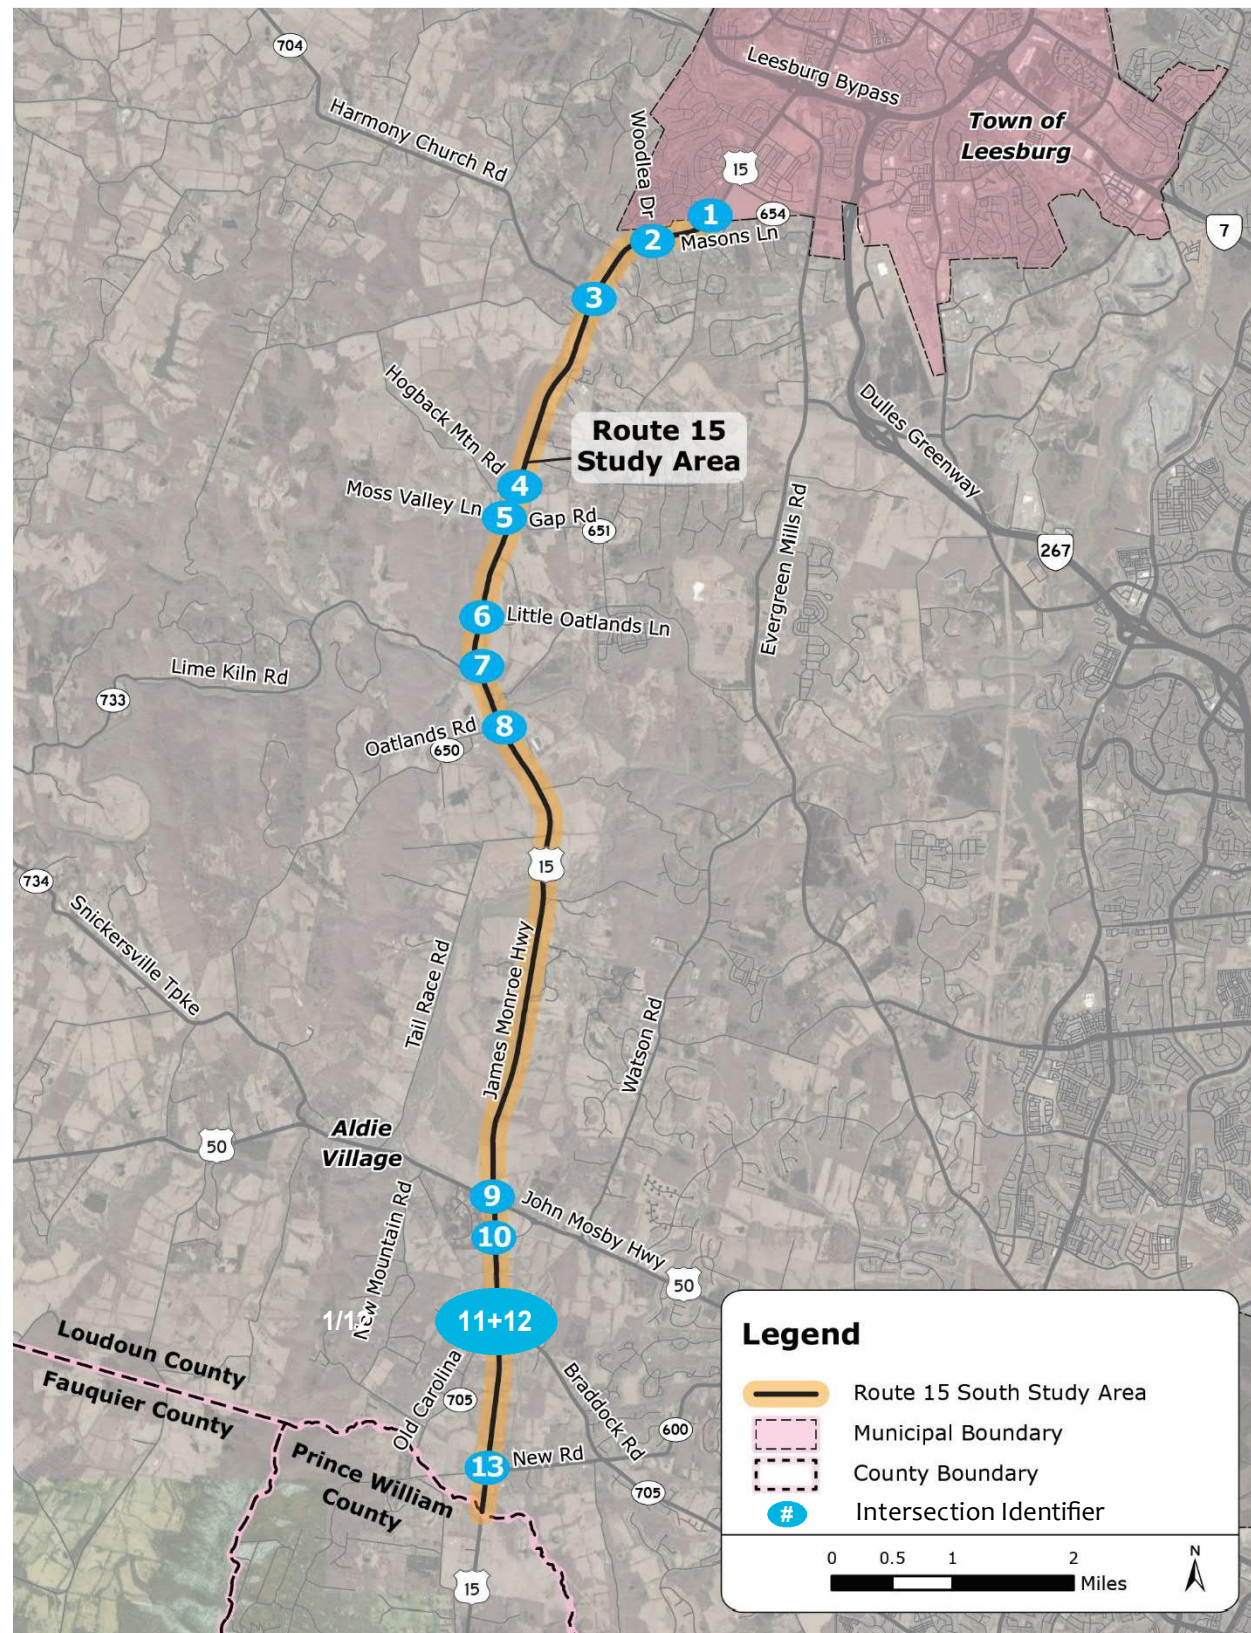 704
Leesburg Bypass
Harmony Church Rd
Woodlea Dr
Town of
Leesburg
15
1
654
7
2
Masons Ln
3
Hogback Mtn Rd
Dulles Greenway
Route 15
Study Area
4
Moss Valley Ln
5
Gap Rd
651
Evergreen Mills Rd
267
6
Little Oatlands Ln
7
Lime Kiln Rd
733
8
Oatlands Rd
650
15
734
Snickersville Tpke
Tail Race Rd
James Monroe Hwy
Watson Rd
Aldie
Village
50
9
John Mosby Hwy
10
New Mountain Rd
50
11+12
Loudoun County
Fauquier County
Old Carolina
705
Braddock Rd
600
Prince William
County
13
New Rd
705
15
Legend
Route 15 South Study Area
Municipal Boundary
County Boundary
# Intersection Identifier
0 0.5 1 2
Miles
N